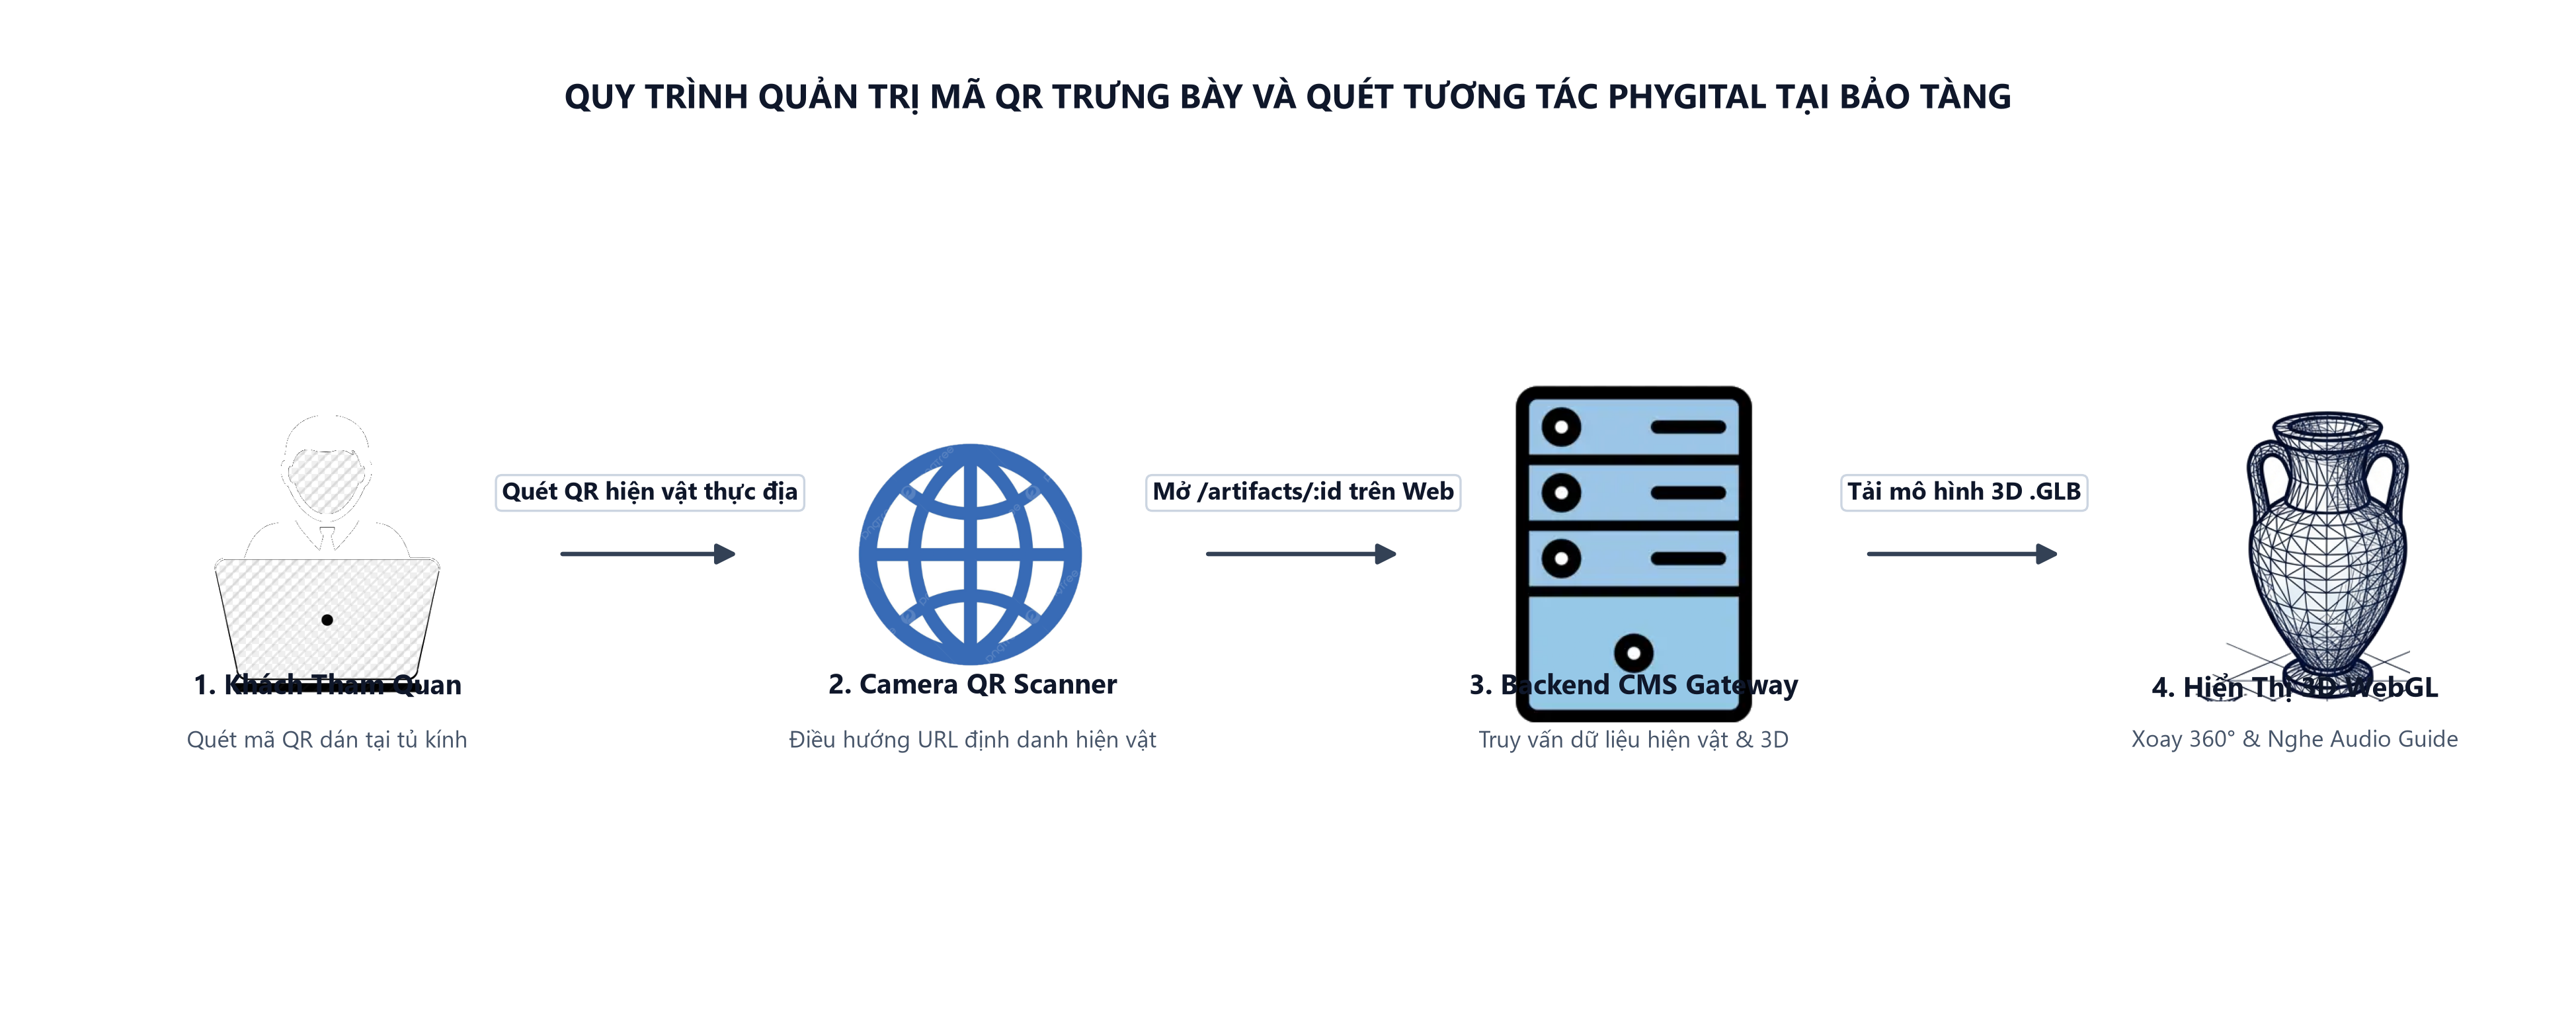 QUY TRÌNH QUẢN TRỊ MÃ QR TRƯNG BÀY VÀ QUÉT TƯƠNG TÁC PHYGITAL TẠI BẢO TÀNG
Quét QR hiện vật thực địa
Mở /artifacts/:id trên Web
Tải mô hình 3D .GLB
1. Khách Tham Quan
2. Camera QR Scanner
3. Backend CMS Gateway
4. Hiển Thị 3D WebGL
Quét mã QR dán tại tủ kính
Điều hướng URL định danh hiện vật
Truy vấn dữ liệu hiện vật & 3D
Xoay 360° & Nghe Audio Guide